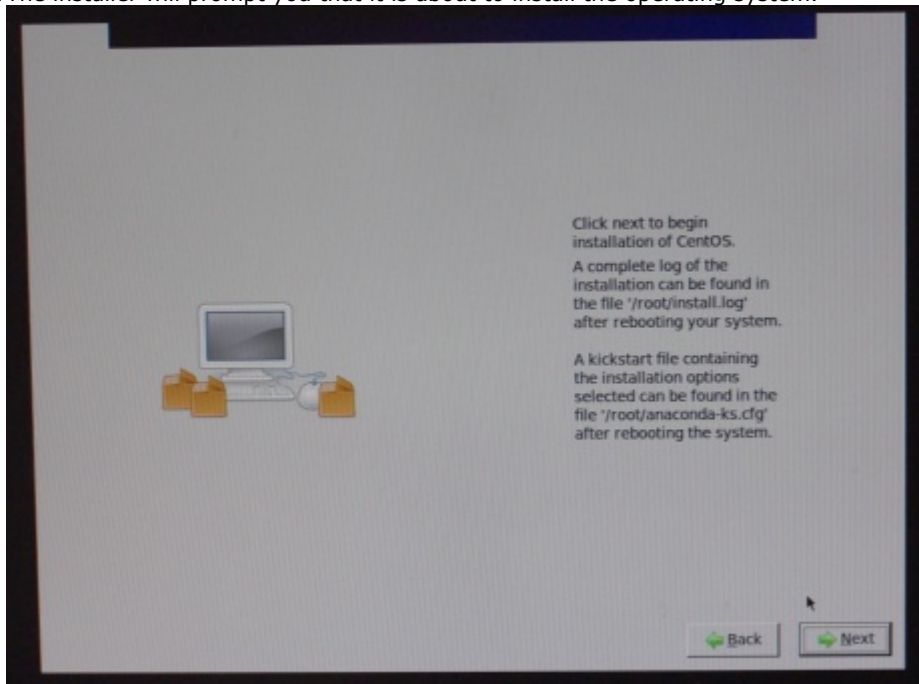 The installer will prompt you that it is about to install the operating system.
Click next to begin
installation of CentOS.
A complete log of the
installation can be found in
the file '/root/install.log'
after rebooting your system.
A kickstart file containing
the installation options
selected can be found in the
file '/root/anaconda-ks.cfg'
after rebooting the system.
Back
Next